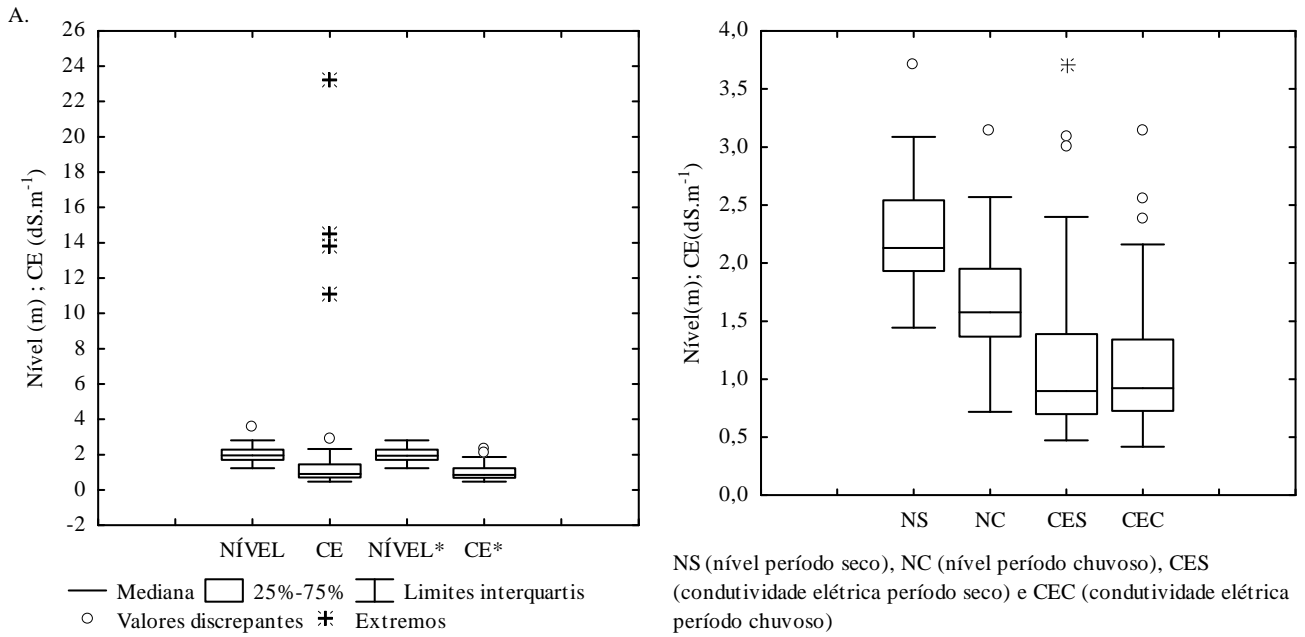 A.
Nível (m) ; CE (dS.m-1)
26
24
22
20
18
16
14
12
10
8
6
4
2
0
-2
NÍVEL CE NÍVEL* CE*
Mediana 25%-75% Limites interquartis
Valores discrepantes Extremos
Nível(m); CE(dS.m-1)
4,0
3,5
3,0
2,5
2,0
1,5
1,0
0,5
0,0
NS NC CES CEC
NS (nível período seco), NC (nível período chuvoso), CES
(condutividade elétrica período seco) e CEC (condutividade elétrica
período chuvoso)